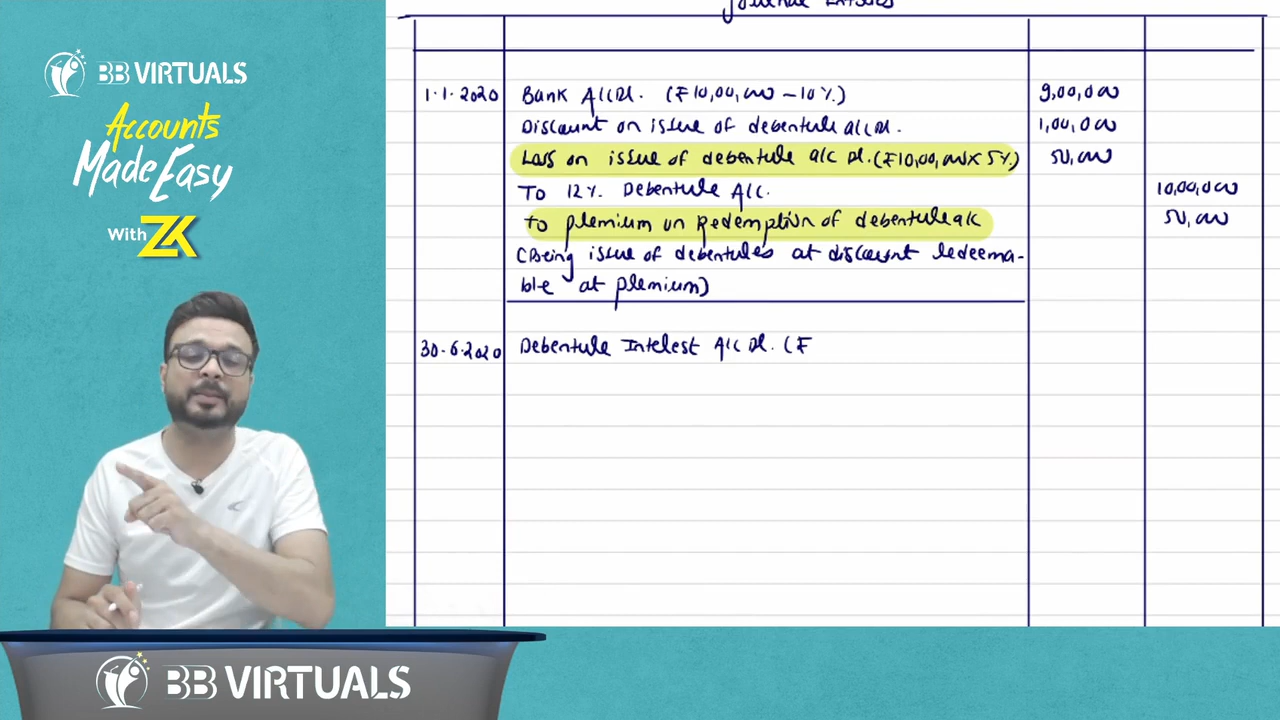 Journal Entries
BB VIRTUALS
Accounts
Made Easy
With ZK
1.1.2020 Bank A/c Dr. (₹10,00,000 - 10%) 9,00,000
Discount on issue of debenture a/c Dr. 1,00,000
Loss on issue of debenture a/c Dr. (₹10,00,000 x 5%) 50,000
To 12% Debenture A/c. 10,00,000
to premium on Redemption of debenture a/c 50,000
(Being issue of debentures at discount redeema-
ble at premium)
30.6.2020 Debenture Interest A/c Dr. (₹
BB VIRTUALS